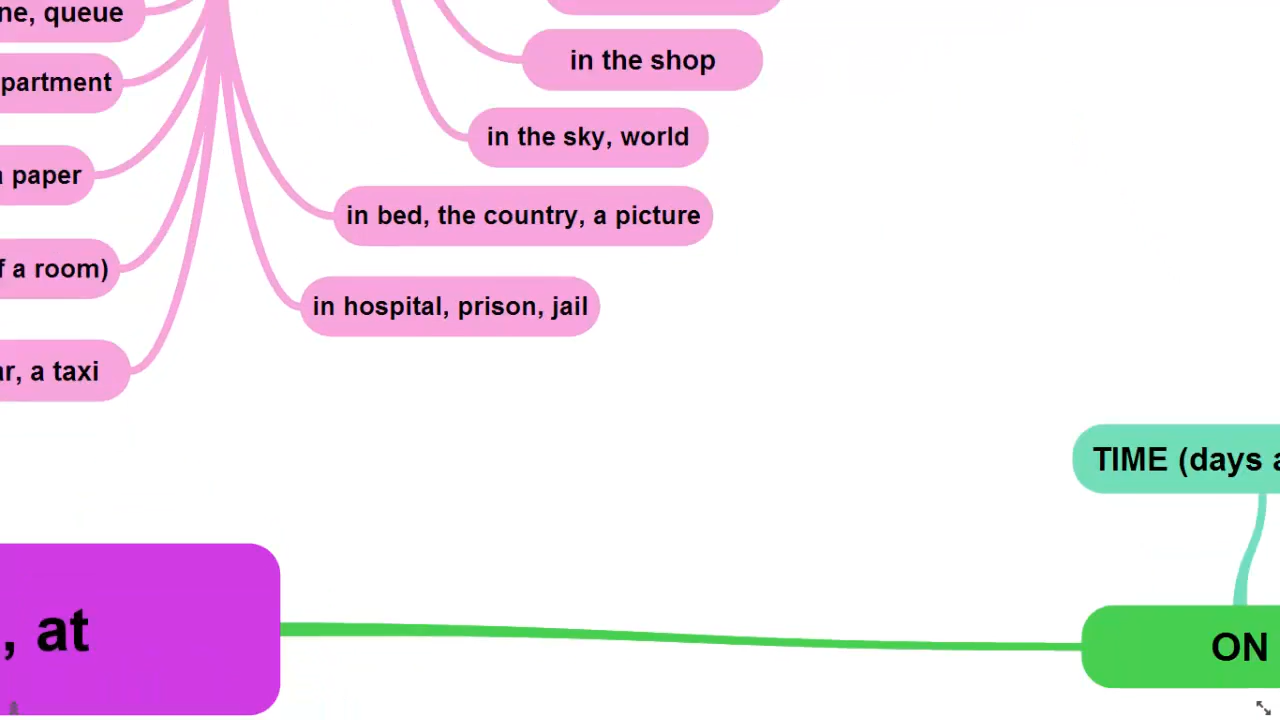 ne, queue
in the shop
partment
in the sky, world
a paper
in bed, the country, a picture
f a room)
in hospital, prison, jail
ar, a taxi
TIME (days a
, at
ON